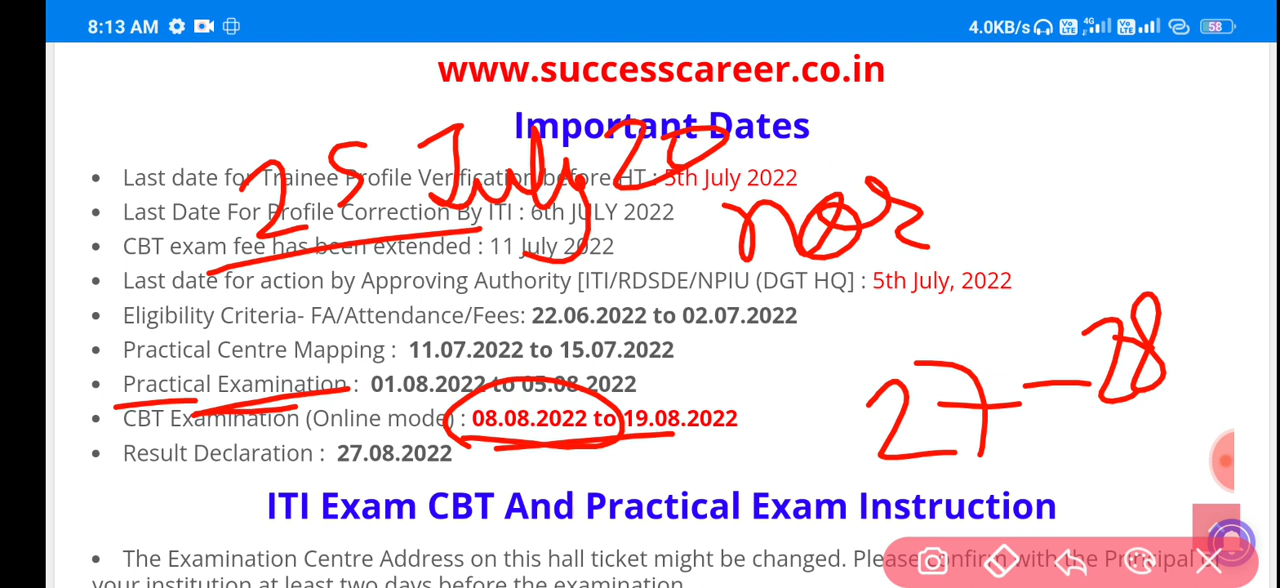 8:13 AM 4.0KB/s Vo LTE 4G Vo LTE 58
www.successcareer.co.in
Important Dates
• Last date for Trainee Profile Verification before HT : 5th July 2022
• Last Date For Profile Correction By ITI : 6th JULY 2022
• CBT exam fee has been extended : 11 July 2022
• Last date for action by Approving Authority [ITI/RDSDE/NPIU (DGT HQ] : 5th July, 2022
• Eligibility Criteria- FA/Attendance/Fees: 22.06.2022 to 02.07.2022
• Practical Centre Mapping : 11.07.2022 to 15.07.2022
• Practical Examination : 01.08.2022 to 05.08.2022
• CBT Examination (Online mode) : 08.08.2022 to 19.08.2022
• Result Declaration : 27.08.2022
25 July 20
27-28
ITI Exam CBT And Practical Exam Instruction
• The Examination Centre Address on this hall ticket might be changed. Please confirm with the Principal of
your institution at least two days before the examination